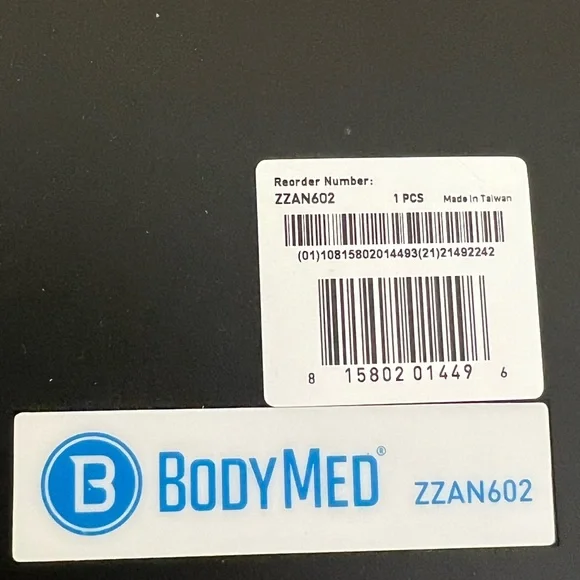 Reorder Number:
ZZAN602 1 PCS Made in Taiwan
(01)10815802014493(21)21492242
8 15802 01449 6
B BODYMED® ZZAN602